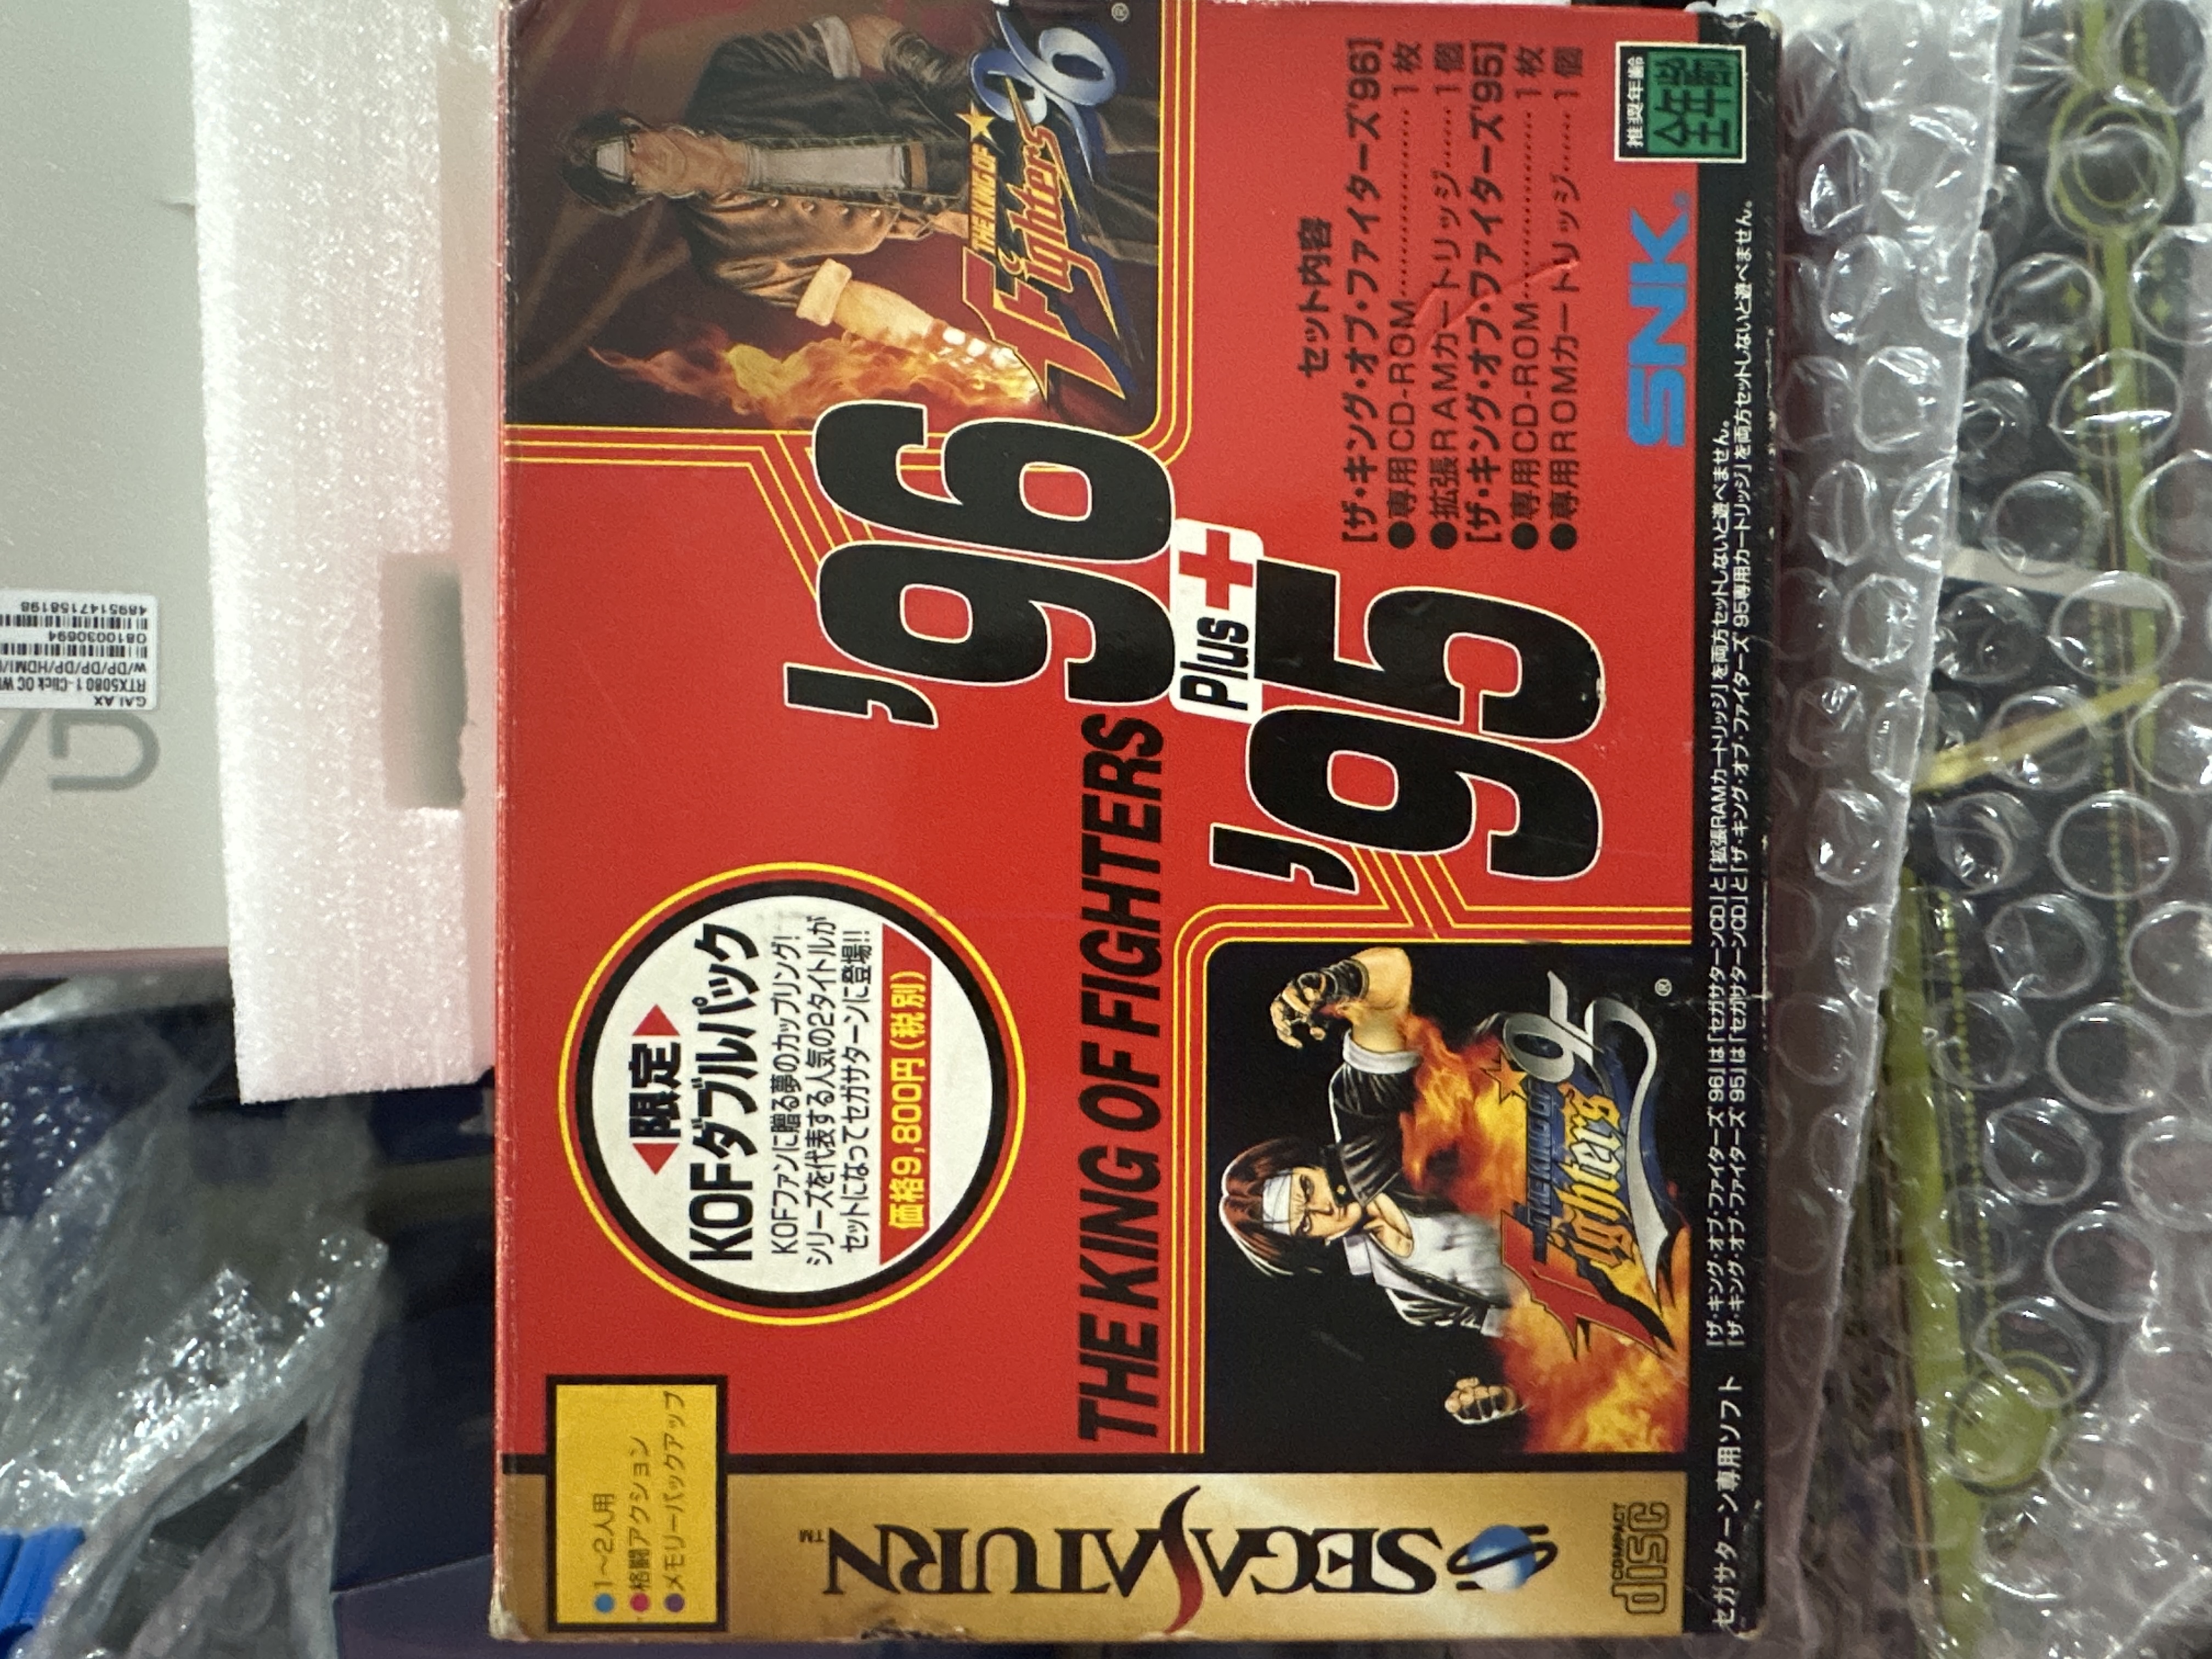 ●1〜2人用
●格闘アクション
●メモリーバックアップ
SEGA SATURN™
COMPACT
disc
◀限定▶
KOFダブルパック
KOFファンに贈る夢のカップリング!
シリーズを代表する人気の2タイトルが
セットになってセガサターンに登場!!
価格9,800円(税別)
THE KING OF FIGHTERS
'96
Plus+
'95
THE KING OF
Fighters
96
®
THE KING OF
Fighters
95
®
セット内容
[ザ・キング・オブ・ファイターズ'96]
●専用CD-ROM…………1枚
●拡張RAMカートリッジ……1個
[ザ・キング・オブ・ファイターズ'95]
●専用CD-ROM…………1枚
●専用ROMカートリッジ……1個
SNK®
推奨年齢
全年齢
セガサターン専用ソフト
「ザ・キング・オブ・ファイターズ'96」は「セガサターンCD」と「拡張RAMカートリッジ」を両方セットしないと遊べません。
「ザ・キング・オブ・ファイターズ'95」は「セガサターンCD」と「ザ・キング・オブ・ファイターズ'95専用カートリッジ」を両方セットしないと遊べません。
GALAX
RTX5080 1-Click OC
W/DP/DP/DP/HDMI/
0810030694
4895147158198